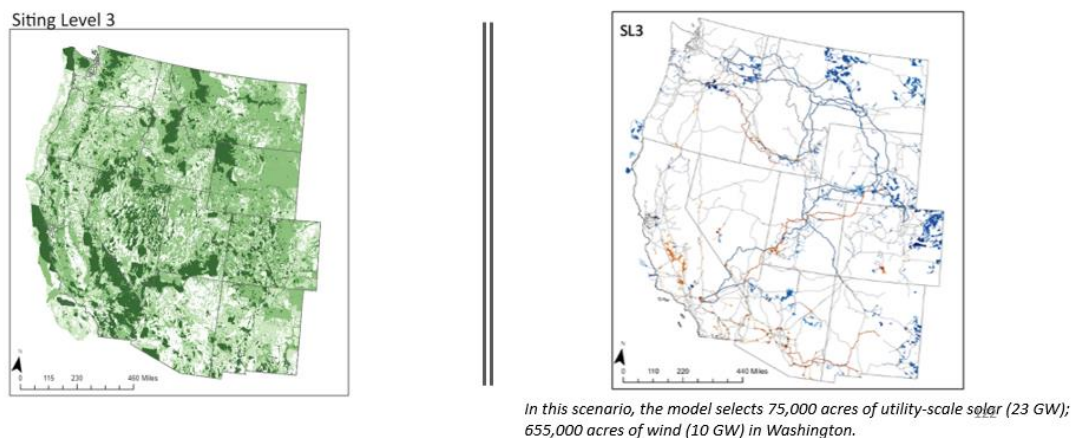 Siting Level 3
N
0 115 230 460 Miles
SL3
N
0 110 220 440 Miles
In this scenario, the model selects 75,000 acres of utility-scale solar (23 GW);
655,000 acres of wind (10 GW) in Washington.